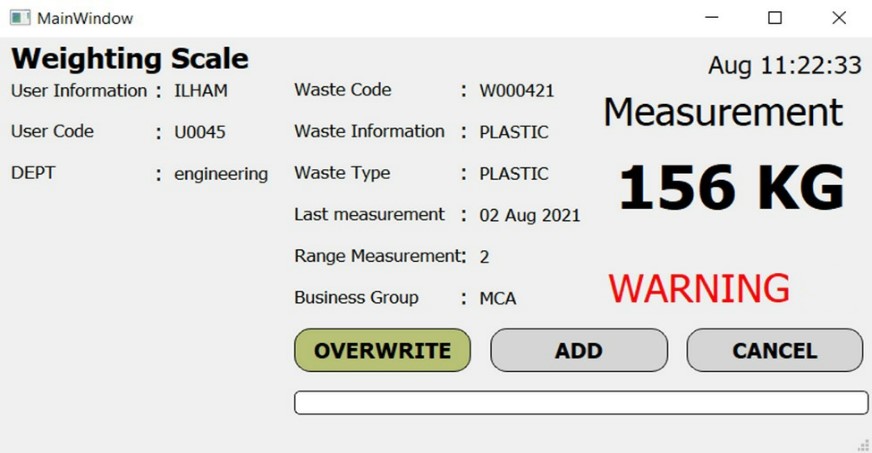 MainWindow
Weighting Scale
Aug 11:22:33
User Information : ILHAM
User Code : U0045
DEPT : engineering
Waste Code : W000421
Waste Information : PLASTIC
Waste Type : PLASTIC
Last measurement : 02 Aug 2021
Range Measurement: 2
Business Group : MCA
Measurement
156 KG
WARNING
OVERWRITE
ADD
CANCEL